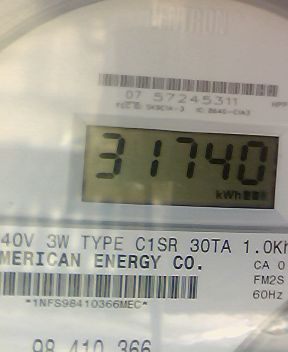 ITRON
07 57245311
31740
kWh
40V 3W TYPE C1SR 30TA 1.0Kh
MERICAN ENERGY CO.
CA 0
FM2S
*1NFS98410366MEC*
60Hz
98 410 366